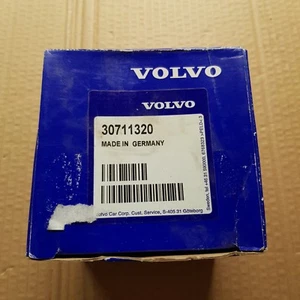 VOLVO
VOLVO
30711320
MADE IN GERMANY
Volvo Car Corp. Cust. Service, S-405 31 Göteborg